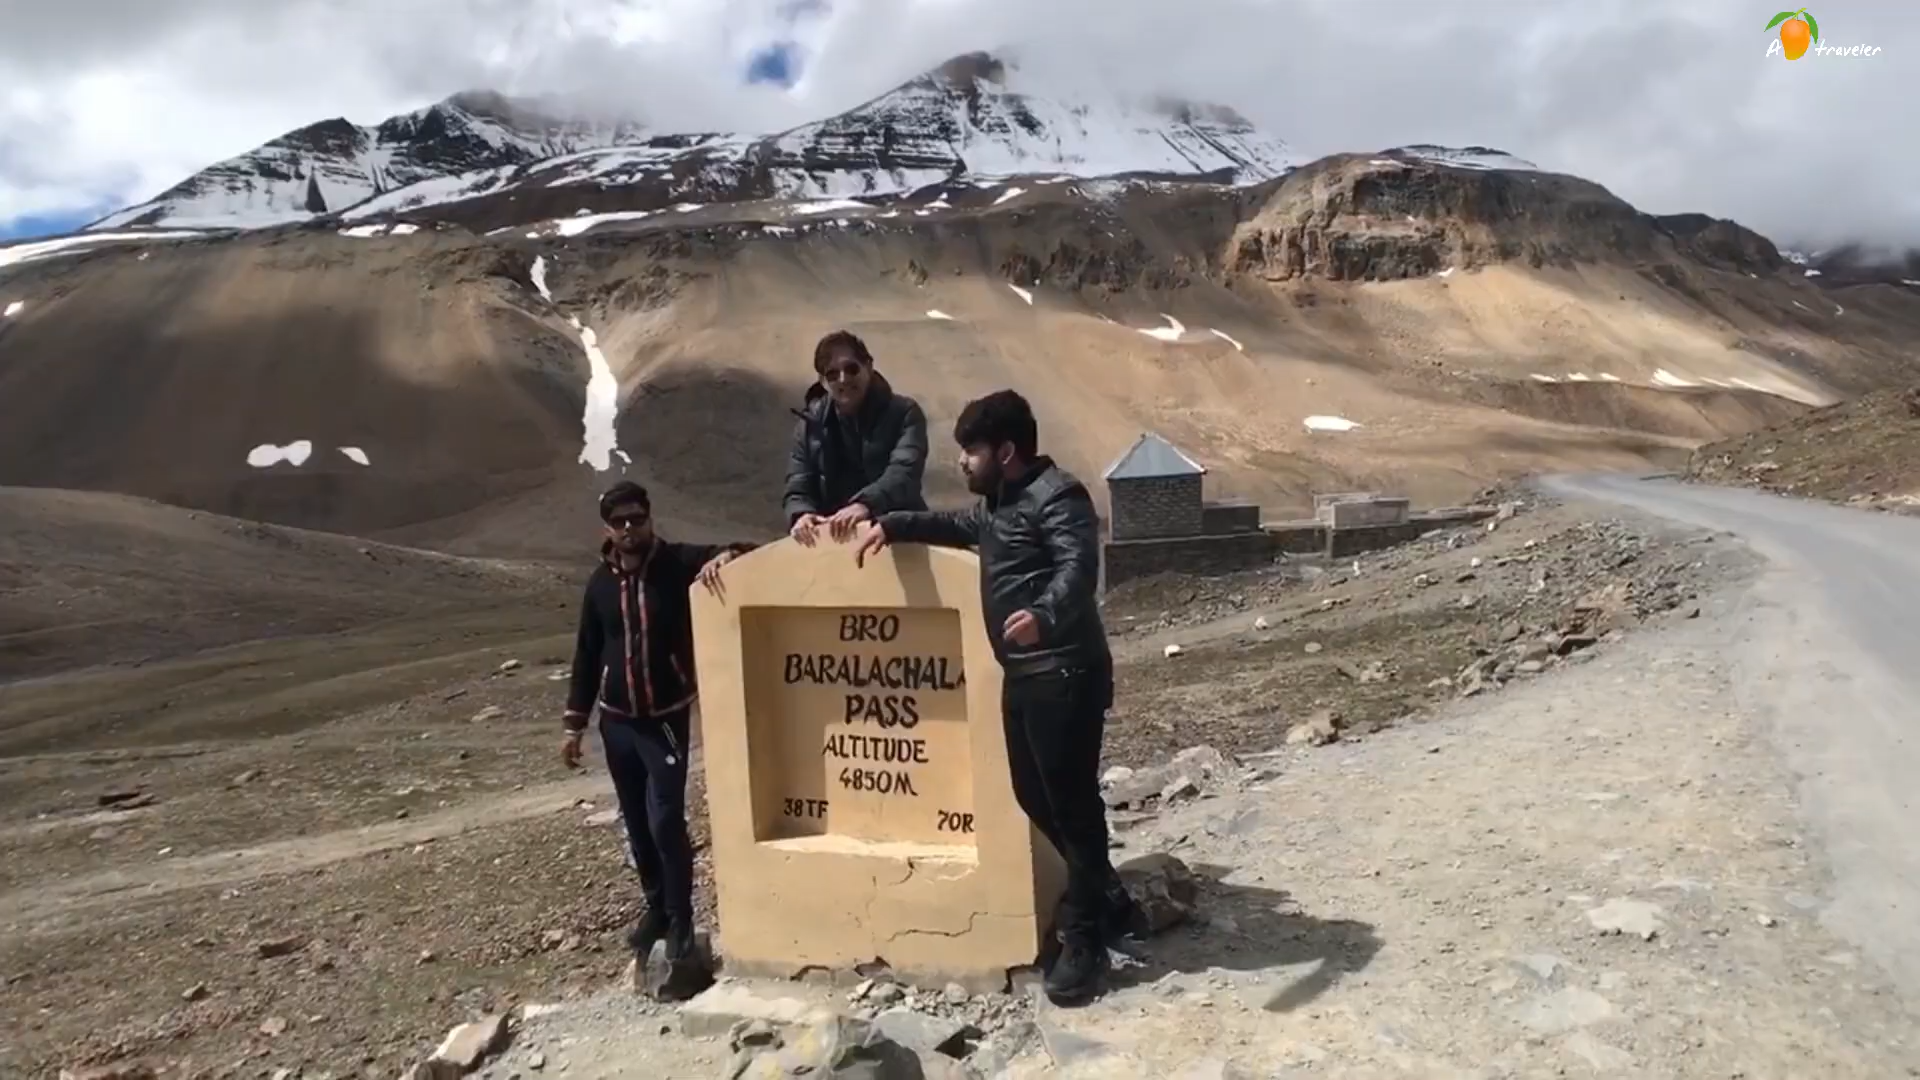 A traveler
BRO
BARALACHALA
PASS
ALTITUDE
4850M
38TF 70R